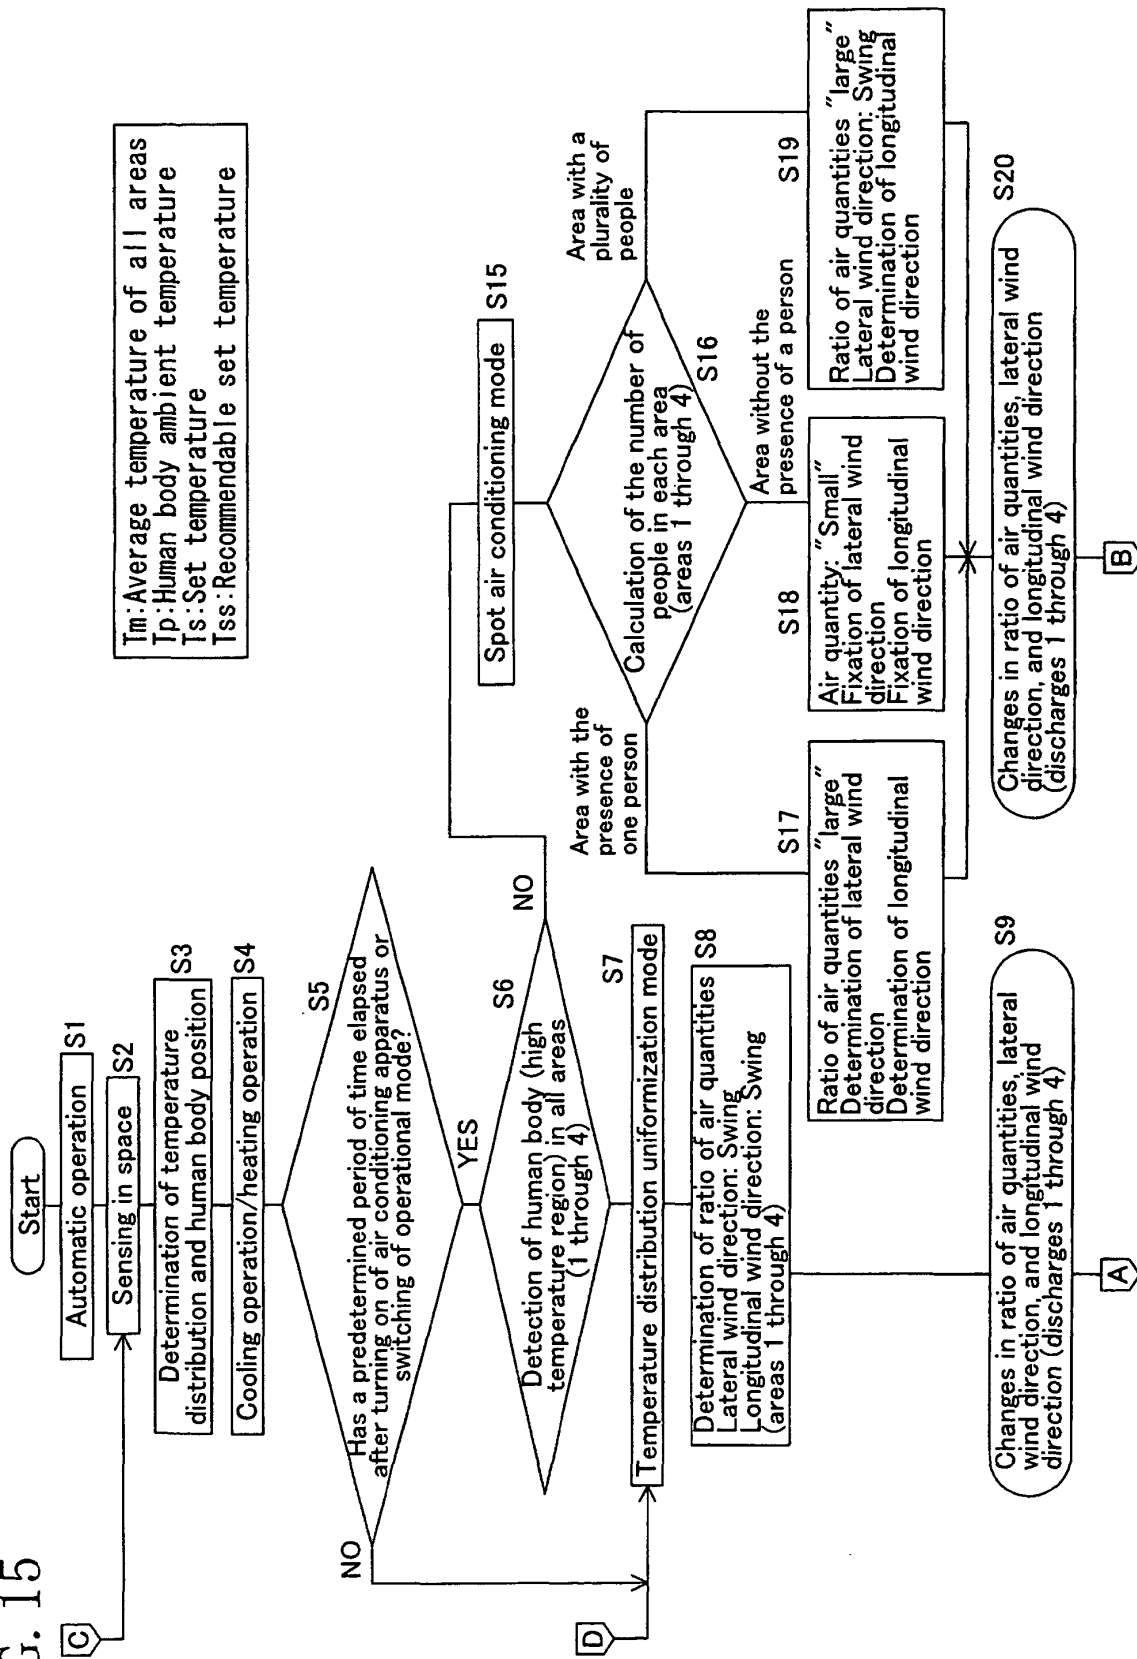 G. 15
Start
C
Automatic operation
S1
Sensing in space
S2
Determination of temperature
distribution and human body position
S3
Cooling operation/heating operation
S4
Tm:Average temperature of all areas
Tp:Human body ambient temperature
Ts:Set temperature
Tss:Recommendable set temperature
S5
Has a predetermined period of time elapsed
after turning on of air conditioning apparatus or
switching of operational mode?
NO
YES
S6
Detection of human body (high
temperature region) in all areas
(1 through 4)
NO
D
S7
Temperature distribution uniformization mode
S8
Determination of ratio of air quantities
Lateral wind direction: Swing
Longitudinal wind direction: Swing
(areas 1 through 4)
S9
Changes in ratio of air quantities, lateral
wind direction, and longitudinal wind
direction (discharges 1 through 4)
A
Spot air conditioning mode
S15
Calculation of the number of
people in each area
(areas 1 through 4)
S16
Area with the
presence of
one person
Area without the
presence of a person
Area with a
plurality of
people
S17
Ratio of air quantities "large"
Determination of lateral wind
direction
Determination of longitudinal
wind direction
S18
Air quantity: "Small"
Fixation of lateral wind
direction
Fixation of longitudinal
wind direction
S19
Ratio of air quantities "large"
Lateral wind direction: Swing
Determination of longitudinal
wind direction
S20
Changes in ratio of air quantities, lateral wind
direction, and longitudinal wind direction
(discharges 1 through 4)
B